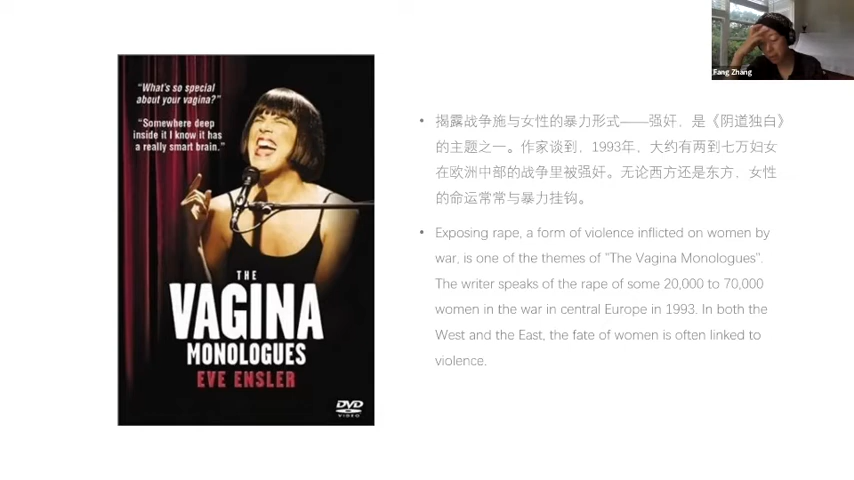 Fang Zhang
"What's so special
about your vagina?"
"Somewhere deep
inside it I know it has
a really smart brain."
THE
VAGINA
MONOLOGUES
EVE ENSLER
DVD
VIDEO
• 揭露战争施与女性的暴力形式——强奸，是《阴道独白》
的主题之一。作家谈到，1993年，大约有两到七万妇女
在欧洲中部的战争里被强奸。无论西方还是东方，女性
的命运常常与暴力挂钩。
• Exposing rape, a form of violence inflicted on women by
war, is one of the themes of "The Vagina Monologues".
The writer speaks of the rape of some 20,000 to 70,000
women in the war in central Europe in 1993. In both the
West and the East, the fate of women is often linked to
violence.